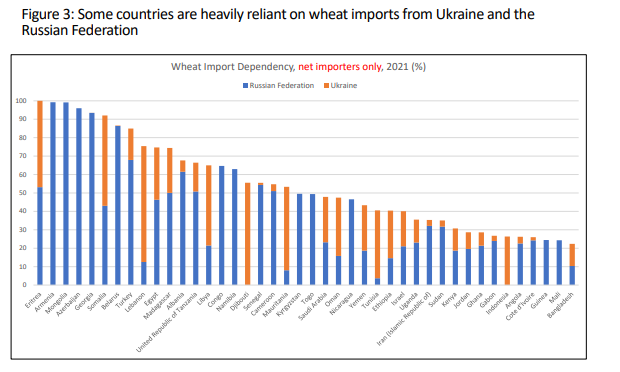 Figure 3: Some countries are heavily reliant on wheat imports from Ukraine and the
Russian Federation
Wheat Import Dependency, net importers only, 2021 (%)
Russian Federation Ukraine
100
90
80
70
60
50
40
30
20
10
0
Eritrea
Armenia
Mongolia
Azerbaijan
Georgia
Somalia
Belarus
Turkey
Lebanon
Egypt
Madagascar
Albania
United Republic of Tanzania
Libya
Congo
Namibia
Djibouti
Senegal
Cameroon
Mauritania
Kyrgyzstan
Togo
Saudi Arabia
Oman
Nicaragua
Yemen
Tunisia
Ethiopia
Israel
Uganda
Iran (Islamic Republic of)
Sudan
Kenya
Jordan
Ghana
Gabon
Indonesia
Angola
Cote d'Ivoire
Guinea
Mali
Bangladesh